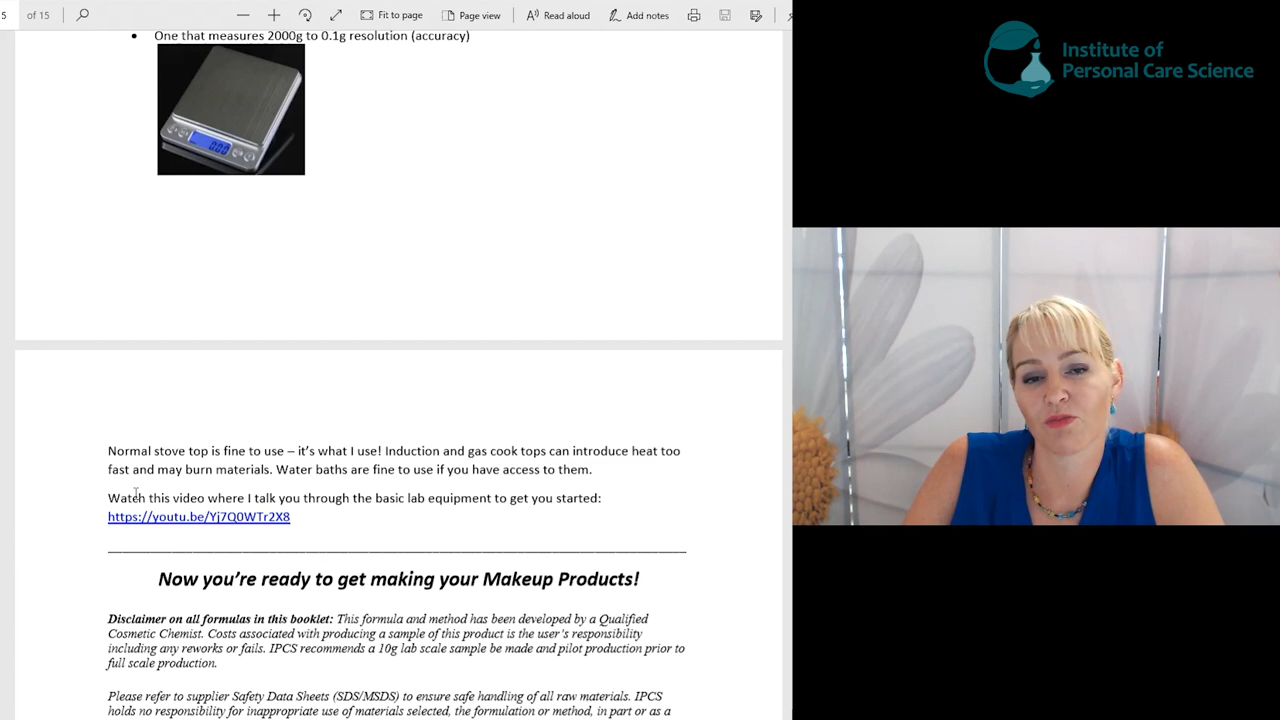 5 of 15 Fit to page Page view Read aloud Add notes
• One that measures 2000g to 0.1g resolution (accuracy)
000
Normal stove top is fine to use – it's what I use! Induction and gas cook tops can introduce heat too
fast and may burn materials. Water baths are fine to use if you have access to them.
Watch this video where I talk you through the basic lab equipment to get you started:
https://youtu.be/Yj7Q0WTr2X8
Now you're ready to get making your Makeup Products!
Disclaimer on all formulas in this booklet: This formula and method has been developed by a Qualified
Cosmetic Chemist. Costs associated with producing a sample of this product is the user's responsibility
including any reworks or fails. IPCS recommends a 10g lab scale sample be made and pilot production prior to
full scale production.
Please refer to supplier Safety Data Sheets (SDS/MSDS) to ensure safe handling of all raw materials. IPCS
holds no responsibility for inappropriate use of materials selected, the formulation or method, in part or as a
Institute of
Personal Care Science